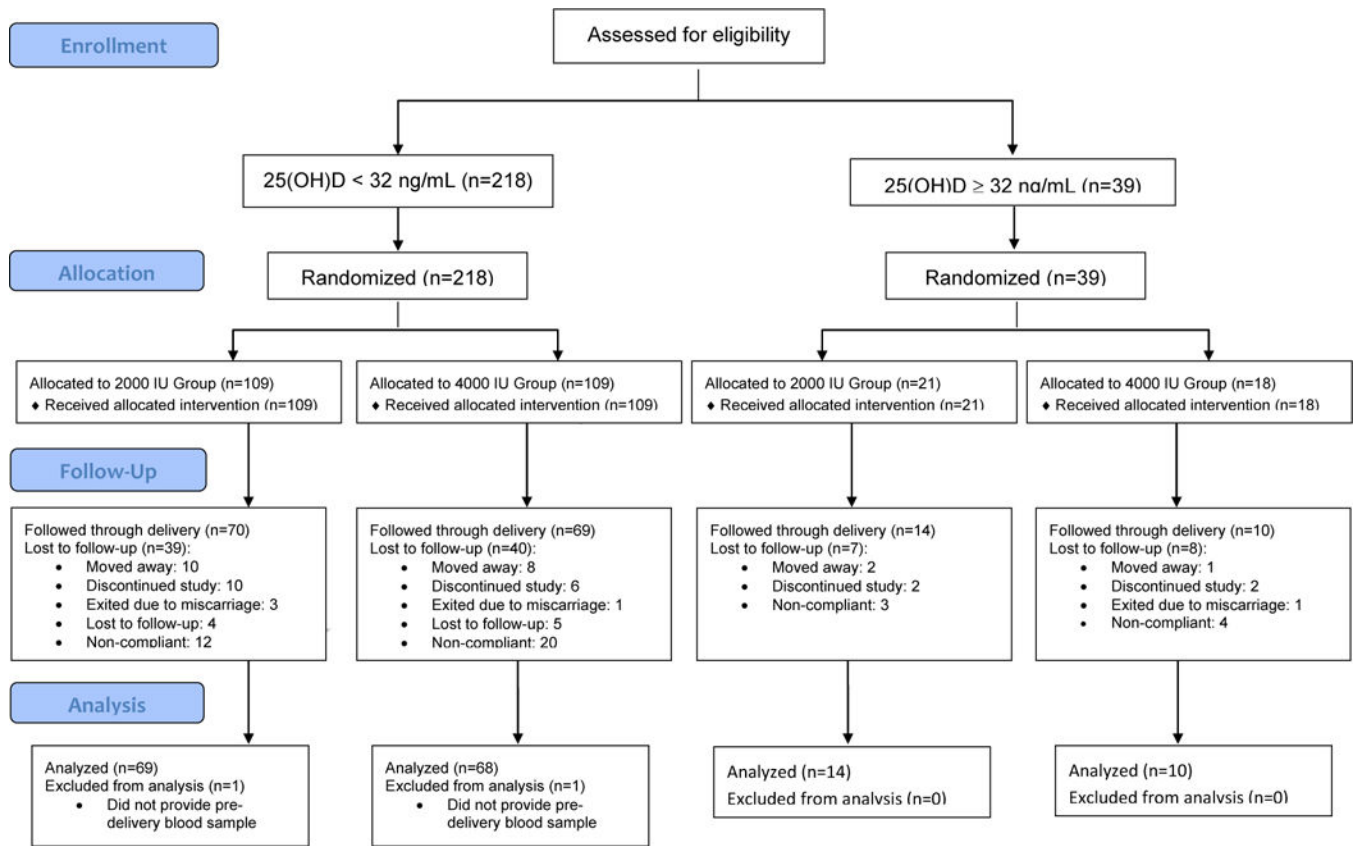 Enrollment
Assessed for eligibility
25(OH)D < 32 ng/mL (n=218)
25(OH)D ≥ 32 ng/mL (n=39)
Allocation
Randomized (n=218)
Randomized (n=39)
Allocated to 2000 IU Group (n=109)
♦ Received allocated intervention (n=109)
Allocated to 4000 IU Group (n=109)
♦ Received allocated intervention (n=109)
Allocated to 2000 IU Group (n=21)
♦ Received allocated intervention (n=21)
Allocated to 4000 IU Group (n=18)
♦ Received allocated intervention (n=18)
Follow-Up
Followed through delivery (n=70)
Lost to follow-up (n=39):
• Moved away: 10
• Discontinued study: 10
• Exited due to miscarriage: 3
• Lost to follow-up: 4
• Non-compliant: 12
Followed through delivery (n=69)
Lost to follow-up (n=40):
• Moved away: 8
• Discontinued study: 6
• Exited due to miscarriage: 1
• Lost to follow-up: 5
• Non-compliant: 20
Followed through delivery (n=14)
Lost to follow-up (n=7):
• Moved away: 2
• Discontinued study: 2
• Non-compliant: 3
Followed through delivery (n=10)
Lost to follow-up (n=8):
• Moved away: 1
• Discontinued study: 2
• Exited due to miscarriage: 1
• Non-compliant: 4
Analysis
Analyzed (n=69)
Excluded from analysis (n=1)
• Did not provide pre-
delivery blood sample
Analyzed (n=68)
Excluded from analysis (n=1)
• Did not provide pre-
delivery blood sample
Analyzed (n=14)
Excluded from analysis (n=0)
Analyzed (n=10)
Excluded from analysis (n=0)